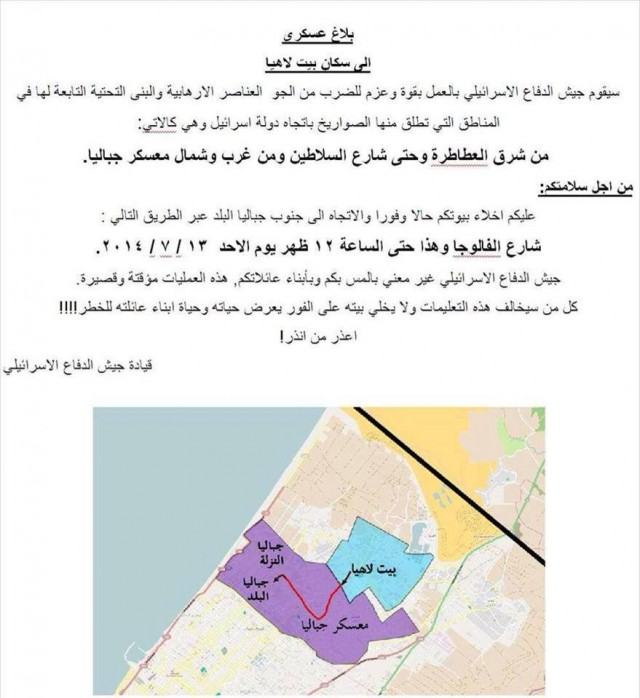 بلاغ عسكري
الى سكان بيت لاهيا
سيقوم جيش الدفاع الاسرائيلي بالعمل بقوة وعزم للضرب من الجو العناصر الارهابية والبنى التحتية التابعة لها في
المناطق التي تطلق منها الصواريخ باتجاه دولة اسرائيل وهي كالاتي:
من شرق العطاطرة وحتى شارع السلاطين ومن غرب وشمال معسكر جباليا.
من اجل سلامتكم:
عليكم اخلاء بيوتكم حالا وفورا والاتجاه الى جنوب جباليا البلد عبر الطريق التالي :
شارع الفالوجا وهذا حتى الساعة ١٢ ظهر يوم الاحد ١٣ / ٧ / ٢٠١٤.
جيش الدفاع الاسرائيلي غير معني بالمس بكم وبأبناء عائلاتكم, هذه العمليات مؤقتة وقصيرة.
كل من سيخالف هذه التعليمات ولا يخلي بيته على الفور يعرض حياته وحياة ابناء عائلته للخطر!!!!
اعذر من انذر!
قيادة جيش الدفاع الاسرائيلي
جباليا
النزلة
بيت لاهيا
جباليا
البلد
معسكر جباليا